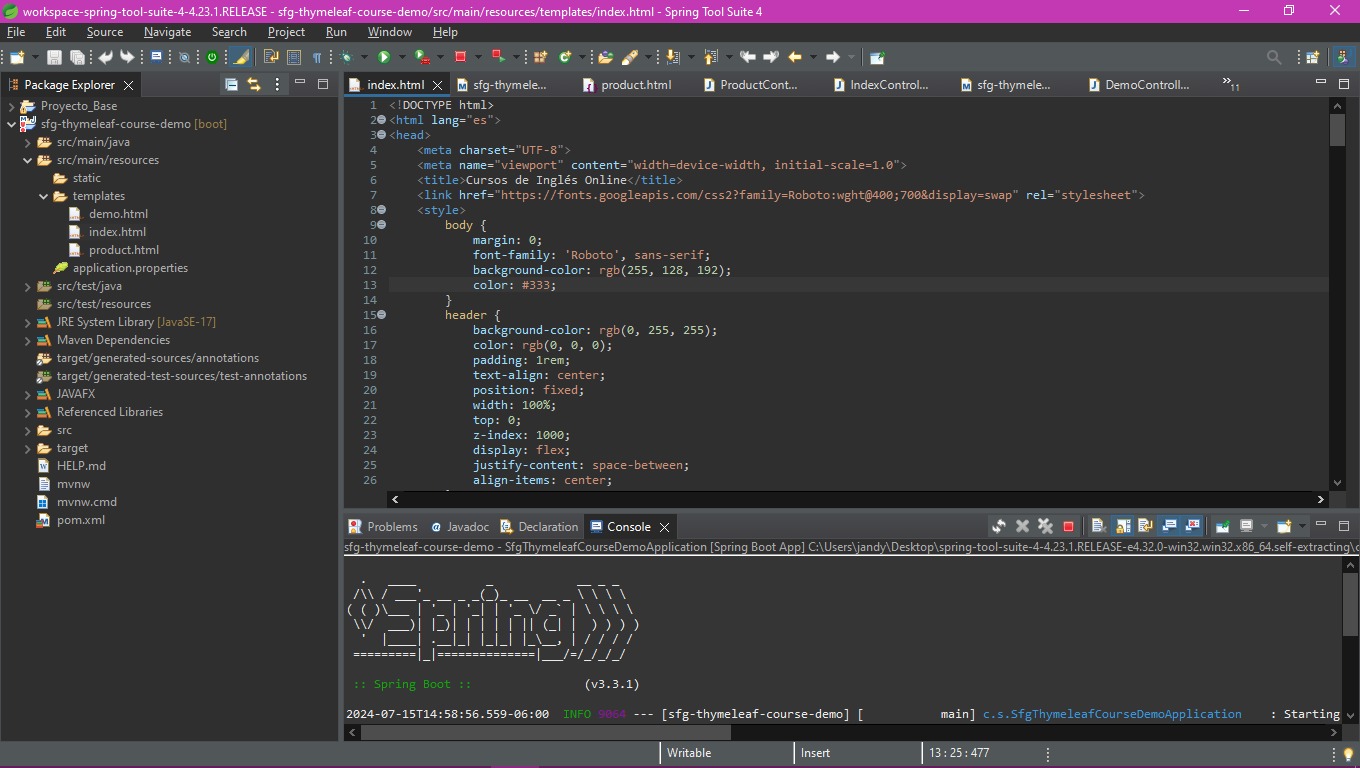 workspace-spring-tool-suite-4-4.23.1.RELEASE - sfg-thymeleaf-course-demo/src/main/resources/templates/index.html - Spring Tool Suite 4
File Edit Source Navigate Search Project Run Window Help
Package Explorer
Proyecto_Base
sfg-thymeleaf-course-demo [boot]
src/main/java
src/main/resources
static
templates
demo.html
index.html
product.html
application.properties
src/test/java
src/test/resources
JRE System Library [JavaSE-17]
Maven Dependencies
target/generated-sources/annotations
target/generated-test-sources/test-annotations
JAVAFX
Referenced Libraries
src
target
HELP.md
mvnw
mvnw.cmd
pom.xml
index.html sfg-thymele... product.html ProductCont... IndexControl... sfg-thymele... DemoControll... »11
1 <!DOCTYPE html>
2 <html lang="es">
3 <head>
4 <meta charset="UTF-8">
5 <meta name="viewport" content="width=device-width, initial-scale=1.0">
6 <title>Cursos de Inglés Online</title>
7 <link href="https://fonts.googleapis.com/css2?family=Roboto:wght@400;700&display=swap" rel="stylesheet">
8 <style>
9 body {
10 margin: 0;
11 font-family: 'Roboto', sans-serif;
12 background-color: rgb(255, 128, 192);
13 color: #333;
14 }
15 header {
16 background-color: rgb(0, 255, 255);
17 color: rgb(0, 0, 0);
18 padding: 1rem;
19 text-align: center;
20 position: fixed;
21 width: 100%;
22 top: 0;
23 z-index: 1000;
24 display: flex;
25 justify-content: space-between;
26 align-items: center;
Problems Javadoc Declaration Console
sfg-thymeleaf-course-demo - SfgThymeleafCourseDemoApplication [Spring Boot App] C:\Users\jandy\Desktop\spring-tool-suite-4-4.23.1.RELEASE-e4.32.0-win32.win32.x86_64.self-extracting\c
Spring
:: Spring Boot :: (v3.3.1)
2024-07-15T14:58:56.559-06:00 INFO 9064 --- [sfg-thymeleaf-course-demo] [ main] c.s.SfgThymeleafCourseDemoApplication : Starting
Writable Insert 13 : 25 : 477